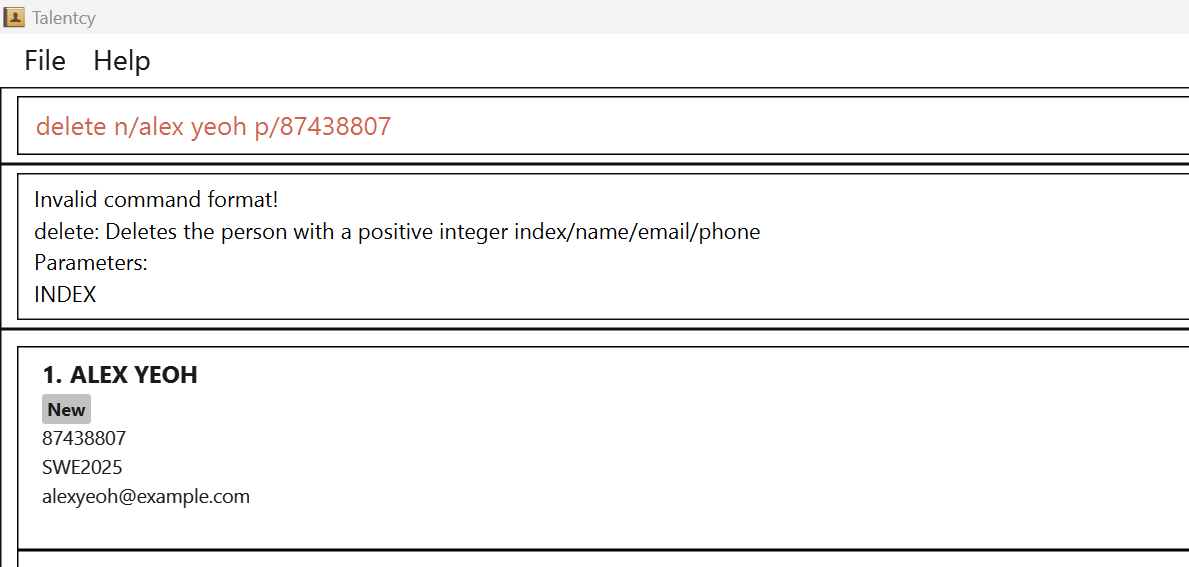 Talentcy
File Help
delete n/alex yeoh p/87438807
Invalid command format!
delete: Deletes the person with a positive integer index/name/email/phone
Parameters:
INDEX
1. ALEX YEOH
New
87438807
SWE2025
alexyeoh@example.com